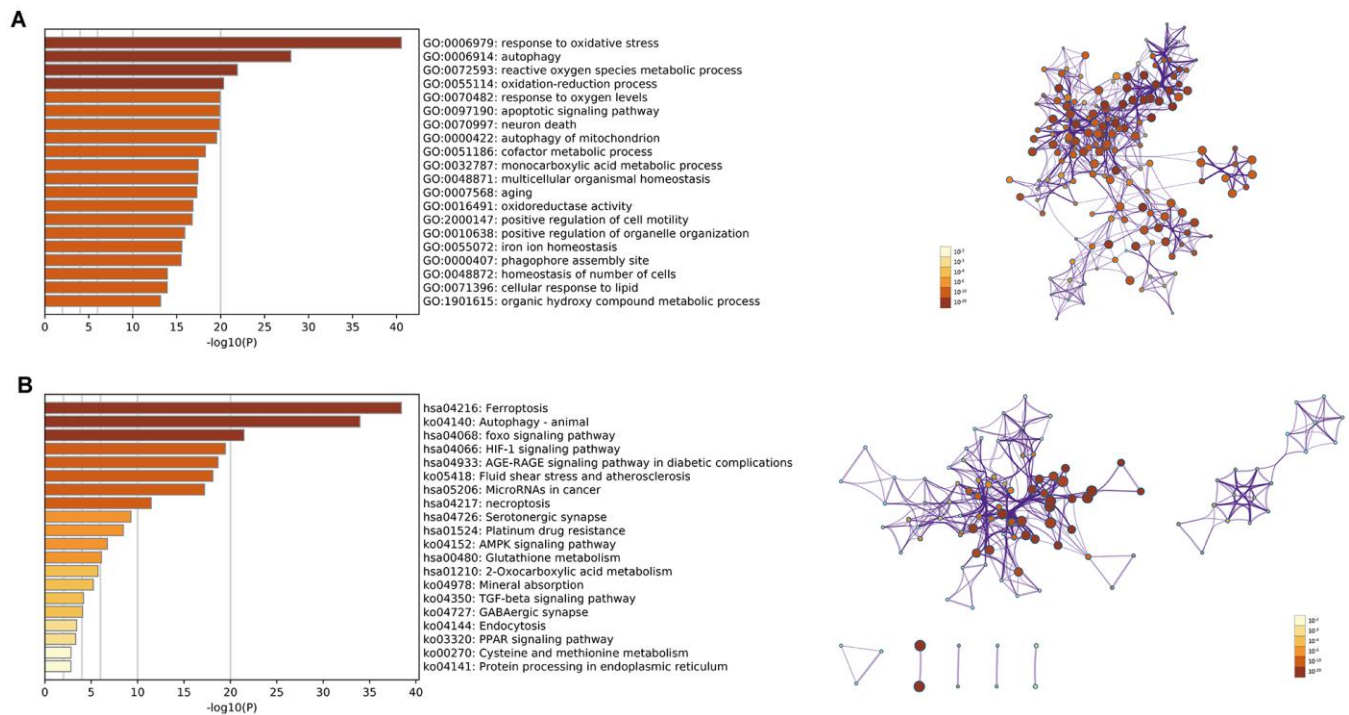 A
GO:0006979: response to oxidative stress
GO:0006914: autophagy
GO:0072593: reactive oxygen species metabolic process
GO:0055114: oxidation-reduction process
GO:0070482: response to oxygen levels
GO:0097190: apoptotic signaling pathway
GO:0070997: neuron death
GO:0000422: autophagy of mitochondrion
GO:0051186: cofactor metabolic process
GO:0032787: monocarboxylic acid metabolic process
GO:0048871: multicellular organismal homeostasis
GO:0007568: aging
GO:0016491: oxidoreductase activity
GO:2000147: positive regulation of cell motility
GO:0010638: positive regulation of organelle organization
GO:0055072: iron ion homeostasis
GO:0000407: phagophore assembly site
GO:0048872: homeostasis of number of cells
GO:0071396: cellular response to lipid
GO:1901615: organic hydroxy compound metabolic process
0 5 10 15 20 25 30 35 40
-log10(P)
B
hsa04216: Ferroptosis
ko04140: Autophagy - animal
hsa04068: foxo signaling pathway
hsa04066: HIF-1 signaling pathway
hsa04933: AGE-RAGE signaling pathway in diabetic complications
ko05418: Fluid shear stress and atherosclerosis
hsa05206: MicroRNAs in cancer
hsa04217: necroptosis
hsa04726: Serotonergic synapse
hsa01524: Platinum drug resistance
ko04152: AMPK signaling pathway
hsa00480: Glutathione metabolism
hsa01210: 2-Oxocarboxylic acid metabolism
ko04978: Mineral absorption
ko04350: TGF-beta signaling pathway
ko04727: GABAergic synapse
ko04144: Endocytosis
ko03320: PPAR signaling pathway
ko00270: Cysteine and methionine metabolism
ko04141: Protein processing in endoplasmic reticulum
0 5 10 15 20 25 30 35 40
-log10(P)